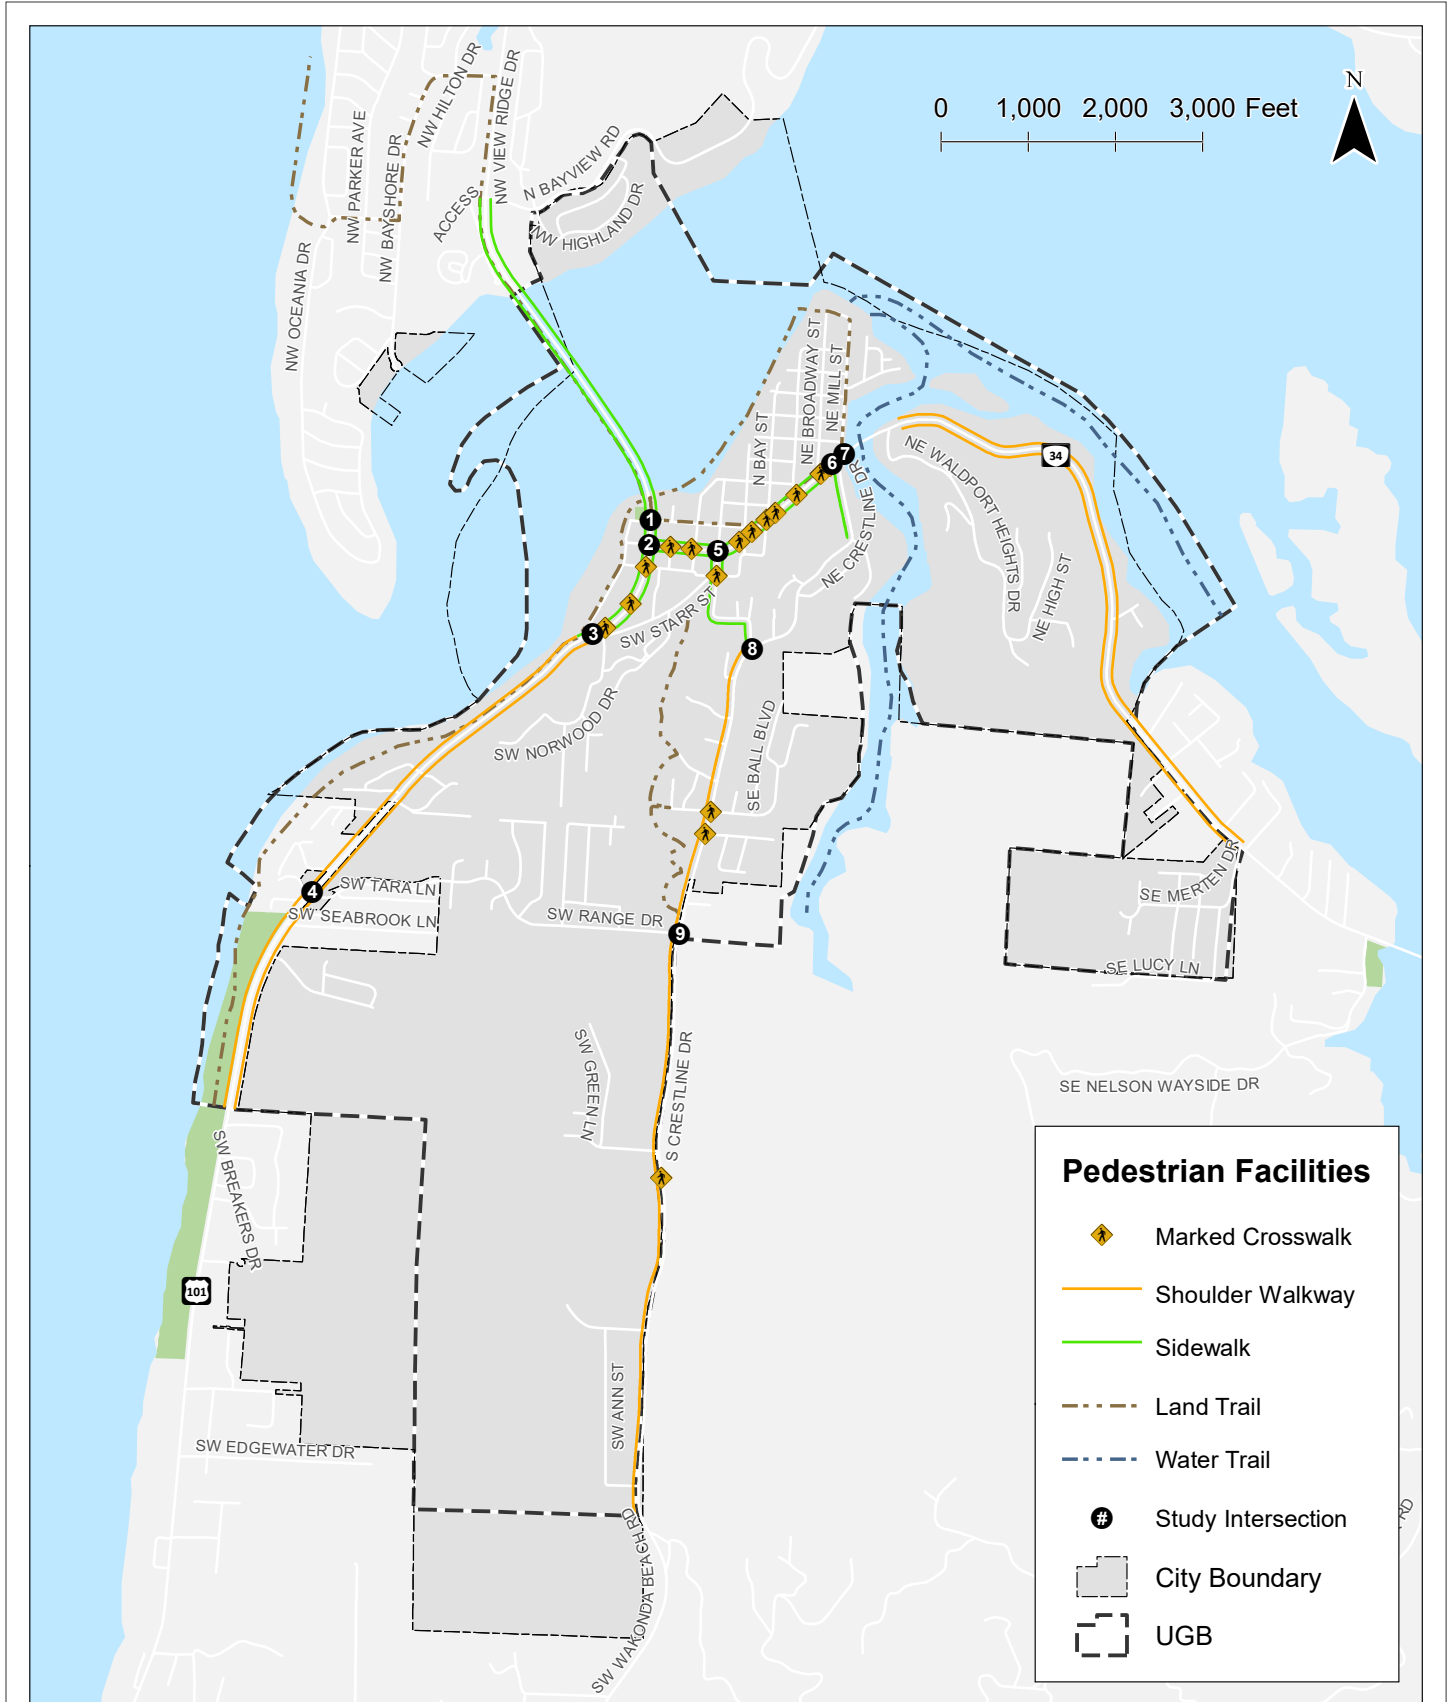 N
0 1,000 2,000 3,000 Feet
NW HILTON DR
NW VIEW RIDGE DR
NW PARKER AVE
NW BAYSHORE DR
N BAYVIEW RD
ACCESS
NW HIGHLAND DR
NW OCEANIA DR
NE BROADWAY ST
NE MILL ST
N BAY ST
34
NE WALDPORT HEIGHTS DR
NE CRESTLINE DR
NE HIGH ST
1
2
3
4
5
6
7
8
9
SW STARR ST
SW NORWOOD DR
SE BALL BLVD
SW TARA LN
SW SEABROOK LN
SW RANGE DR
SE MERTEN DR
SE LUCY LN
SW GREEN LN
S CRESTLINE DR
SE NELSON WAYSIDE DR
SW BREAKERS DR
101
SW ANN ST
SW EDGEWATER DR
SW WAKONDA BEACH RD
RD
Pedestrian Facilities
Marked Crosswalk
Shoulder Walkway
Sidewalk
Land Trail
Water Trail
# Study Intersection
City Boundary
UGB